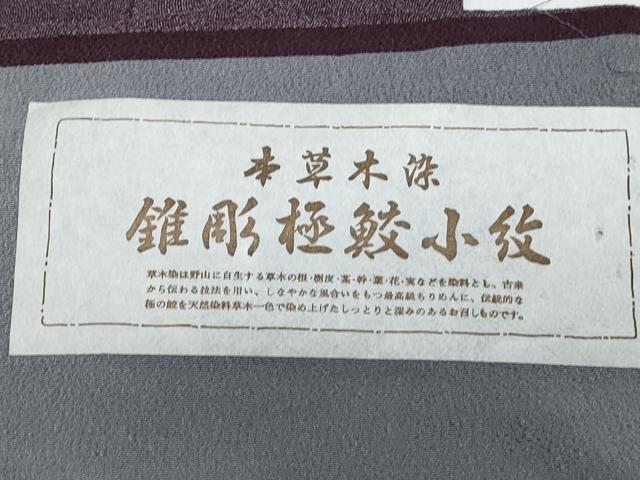 本草木染
錐彫極鮫小紋
草木染は野山に自生する草木の根・樹皮・茎・幹・葉・花・実などを染料とし、古来
から伝わる技法を用い、しなやかな風合いをもつ最高級ちりめんに、伝統的な
極の鮫を天然染料草木一色で染め上げたしっとりと深みのあるお召しものです。